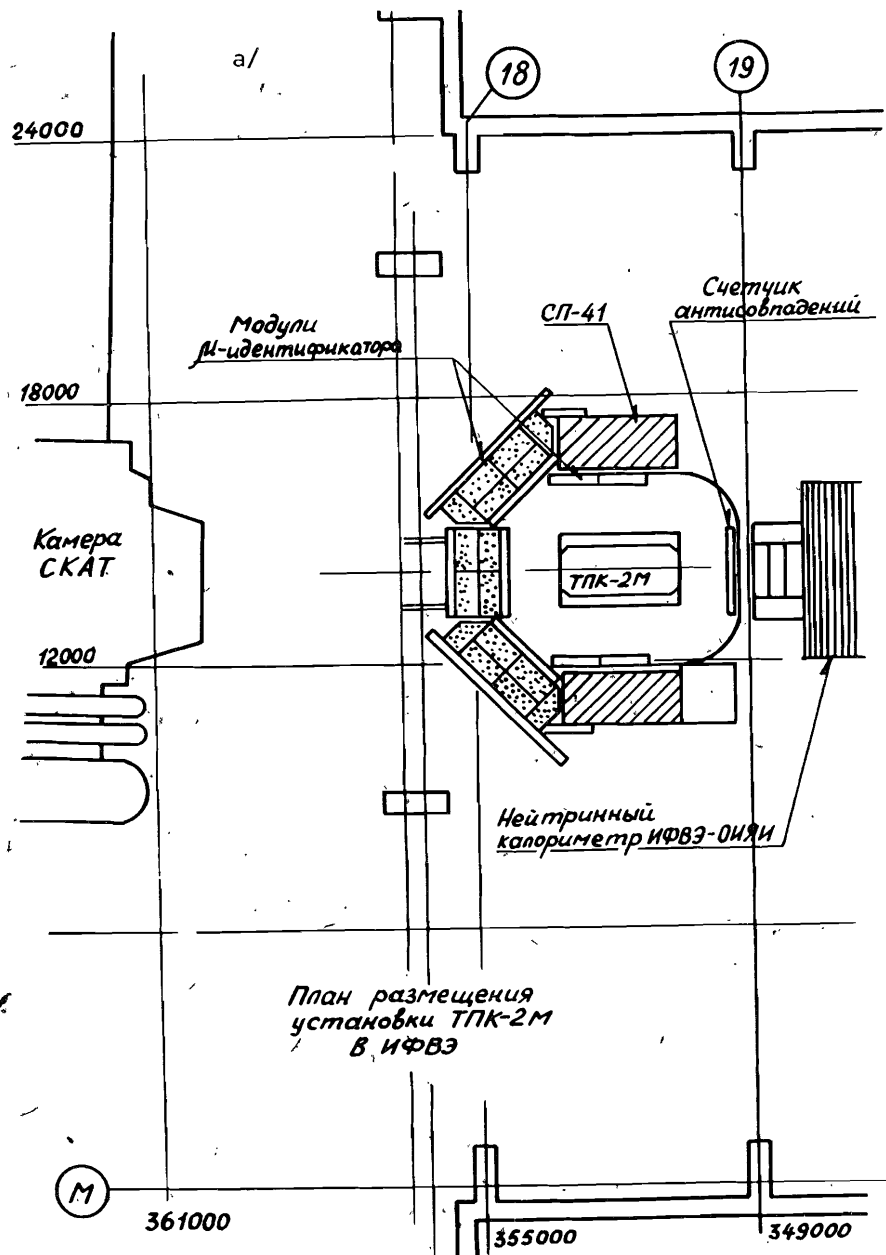 а/
18
19
24000
Счетчик
антисовпадений
СП-41
Модули
μ-идентификатора
18000
Камера
СКАТ
ТПК-2М
12000
Нейтринный
калориметр ИФВЭ-ОИЯИ
План размещения
установки ТПК-2М
в ИФВЭ
М
361000
355000
349000